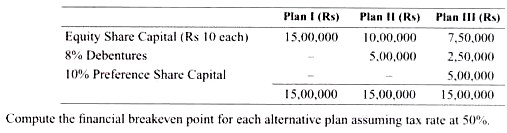 Plan I (Rs) Plan II (Rs) Plan III (Rs)
Equity Share Capital (Rs 10 each) 15,00,000 10,00,000 7,50,000
8% Debentures – 5,00,000 2,50,000
10% Preference Share Capital – – 5,00,000
15,00,000 15,00,000 15,00,000
Compute the financial breakeven point for each alternative plan assuming tax rate at 50%.